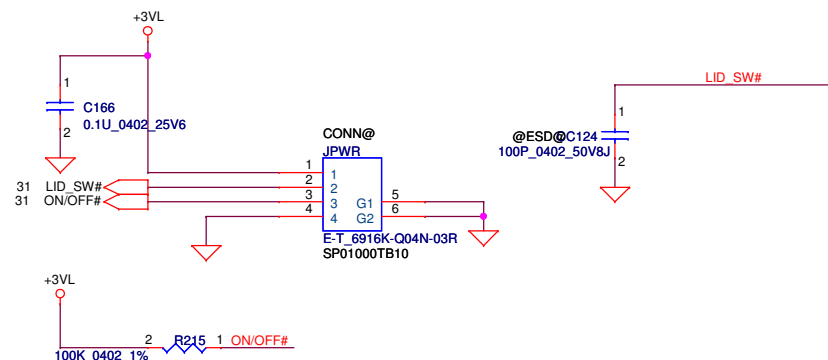 +3VL
1
C166
0.1U_0402_25V6
2
LID_SW#
1
@ESD@C124
100P_0402_50V8J
2
CONN@
JPWR
1 1
31 LID_SW# 2 2
31 ON/OFF# 3 3 G1 5
4 4 G2 6
E-T_6916K-Q04N-03R
SP01000TB10
+3VL
2 R215 1 ON/OFF#
100K_0402_1%